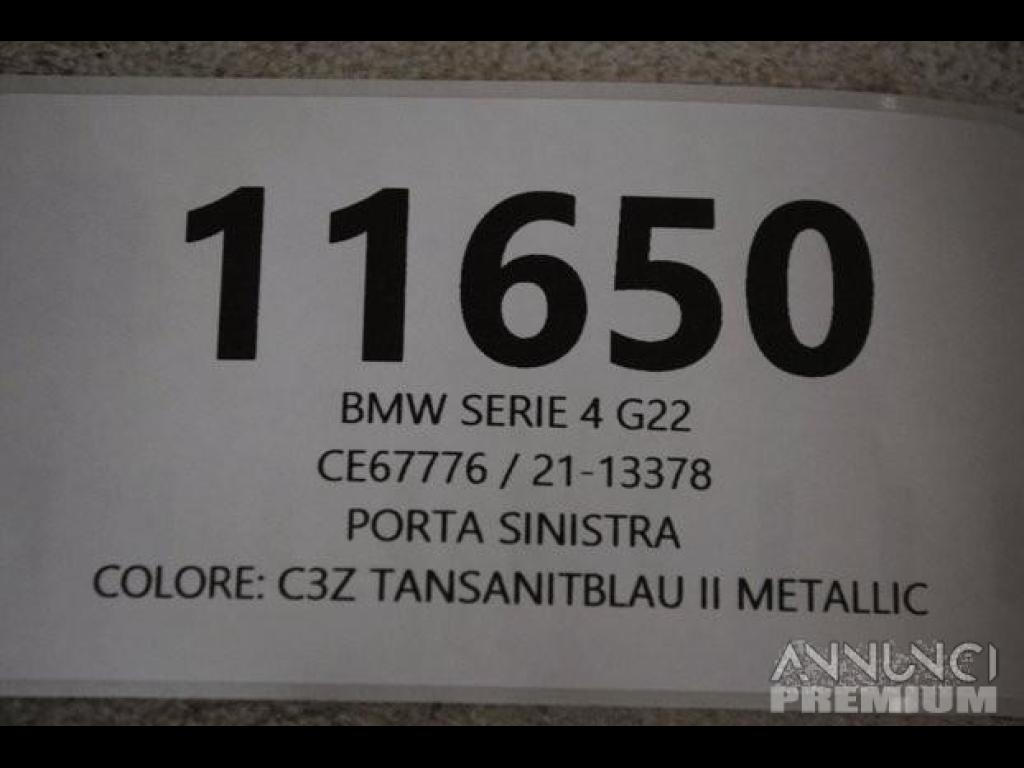 11650
BMW SERIE 4 G22
CE67776 / 21-13378
PORTA SINISTRA
COLORE: C3Z TANSANITBLAU II METALLIC
ANNUNCI
PREMIUM